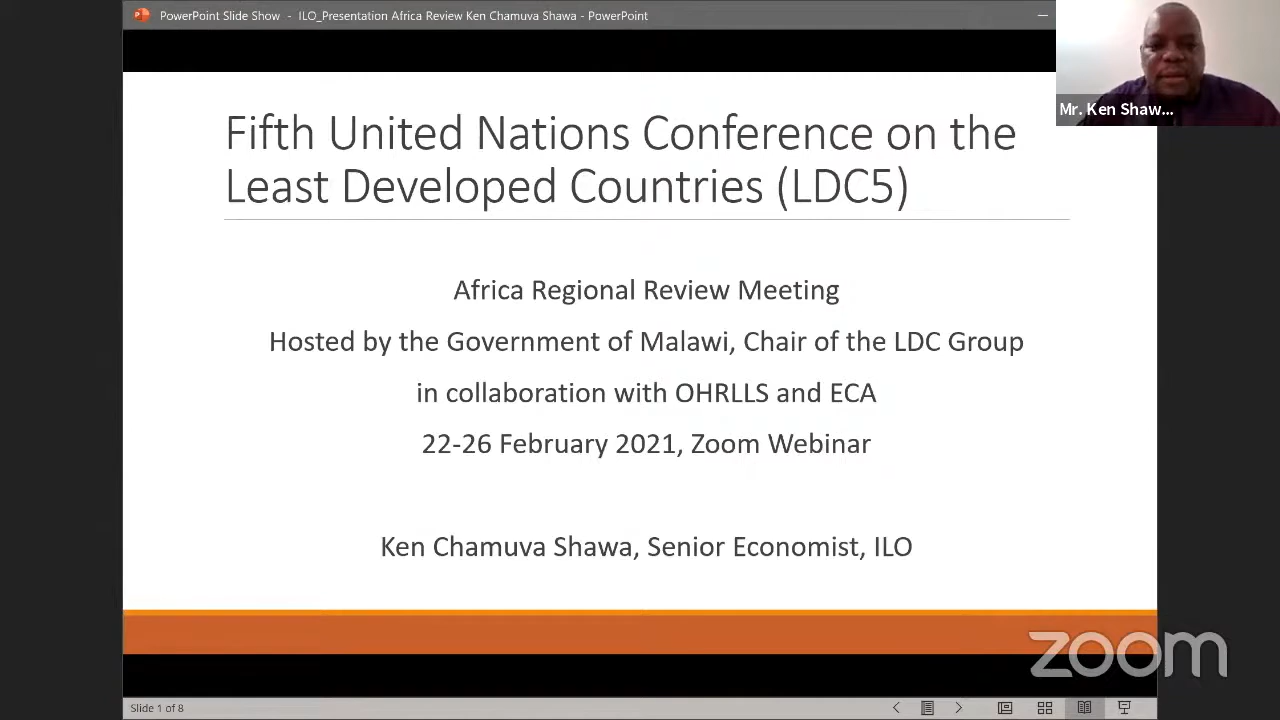 PowerPoint Slide Show - ILO_Presentation Africa Review Ken Chamuva Shawa - PowerPoint
Mr. Ken Shaw...
Fifth United Nations Conference on the
Least Developed Countries (LDC5)
Africa Regional Review Meeting
Hosted by the Government of Malawi, Chair of the LDC Group
in collaboration with OHRLLS and ECA
22-26 February 2021, Zoom Webinar
Ken Chamuva Shawa, Senior Economist, ILO
zoom
Slide 1 of 8